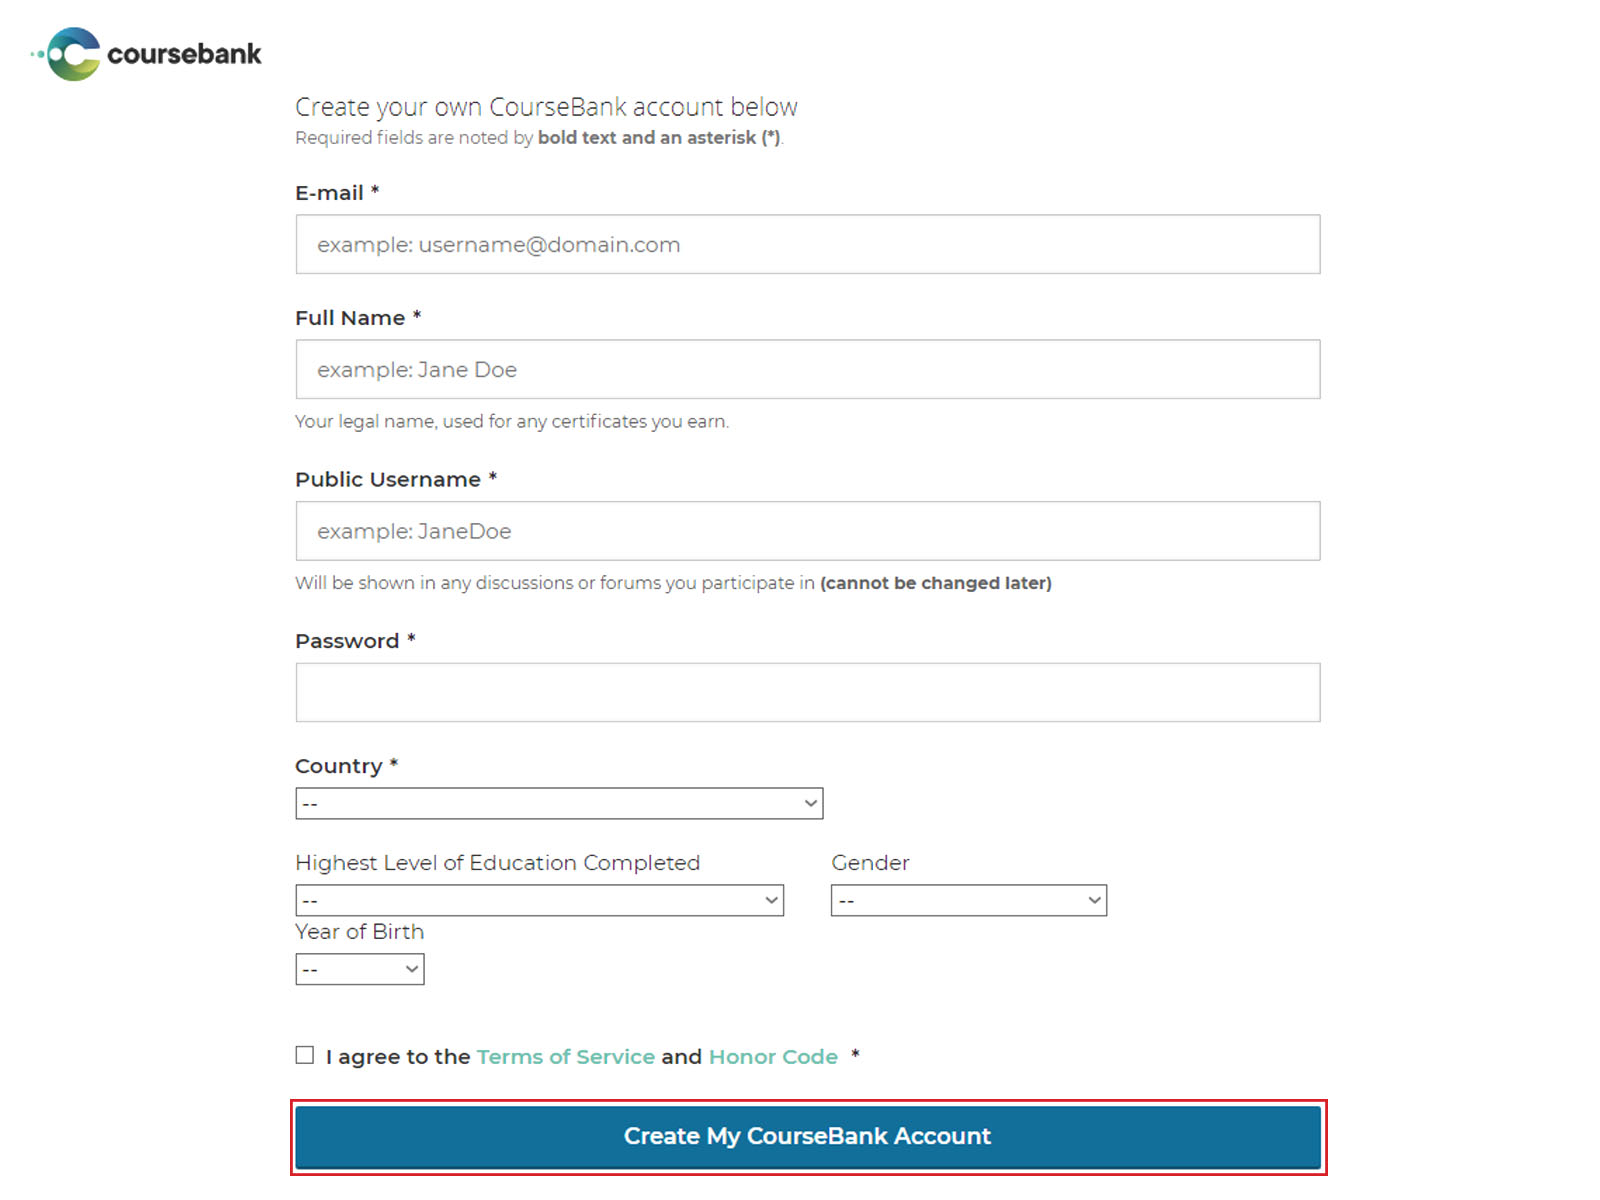 coursebank
Create your own CourseBank account below
Required fields are noted by bold text and an asterisk (*).
E-mail *
example: username@domain.com
Full Name *
example: Jane Doe
Your legal name, used for any certificates you earn.
Public Username *
example: JaneDoe
Will be shown in any discussions or forums you participate in (cannot be changed later)
Password *
Country *
--
Highest Level of Education Completed Gender
-- --
Year of Birth
--
I agree to the Terms of Service and Honor Code *
Create My CourseBank Account